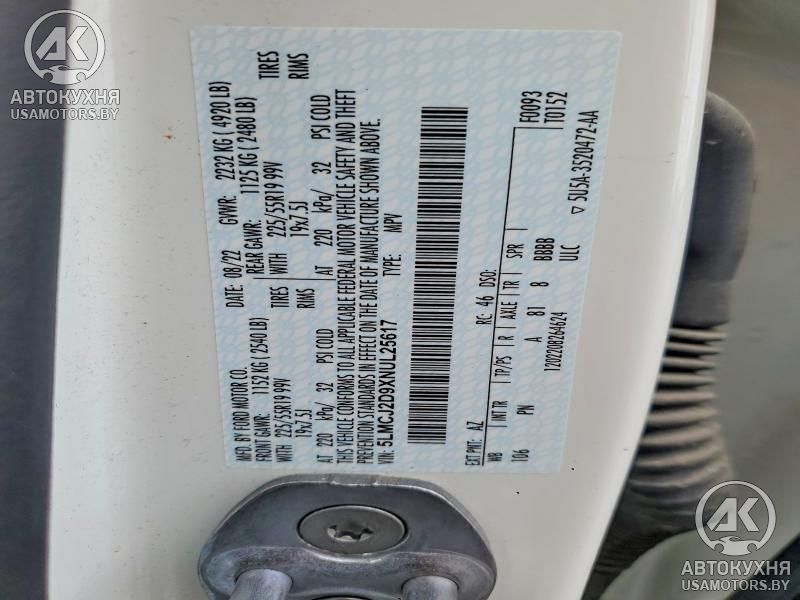 MFD. BY FORD MOTOR CO.
DATE: 08/22 GVWR: 2232 KG ( 4920 LB)
FRONT GAWR: 1152 KG ( 2540 LB) REAR GAWR: 1125 KG ( 2480 LB)
WITH 225/55R19 99V TIRES WITH 225/55R19 99V TIRES
19x7.5J RIMS 19x7.5J RIMS
AT 220 kPa/ 32 PSI COLD AT 220 kPa/ 32 PSI COLD
THIS VEHICLE CONFORMS TO ALL APPLICABLE FEDERAL MOTOR VEHICLE SAFETY AND THEFT
PREVENTION STANDARDS IN EFFECT ON THE DATE OF MANUFACTURE SHOWN ABOVE.
VIN: 5LMCJ2D9XNUL25617 TYPE: MPV
F0093
T0152
EXT PNT: AZ RC: 46 DSO:
WB INT TR TP/PS R AXLE TR SPR
106 PN A 81 8 BBBB
1202208264624 ULC
▽ 5U5A-3520472-AA
АК
АВТОКУХНЯ
USAMOTORS.BY
АК
АВТОКУХНЯ
USAMOTORS.BY